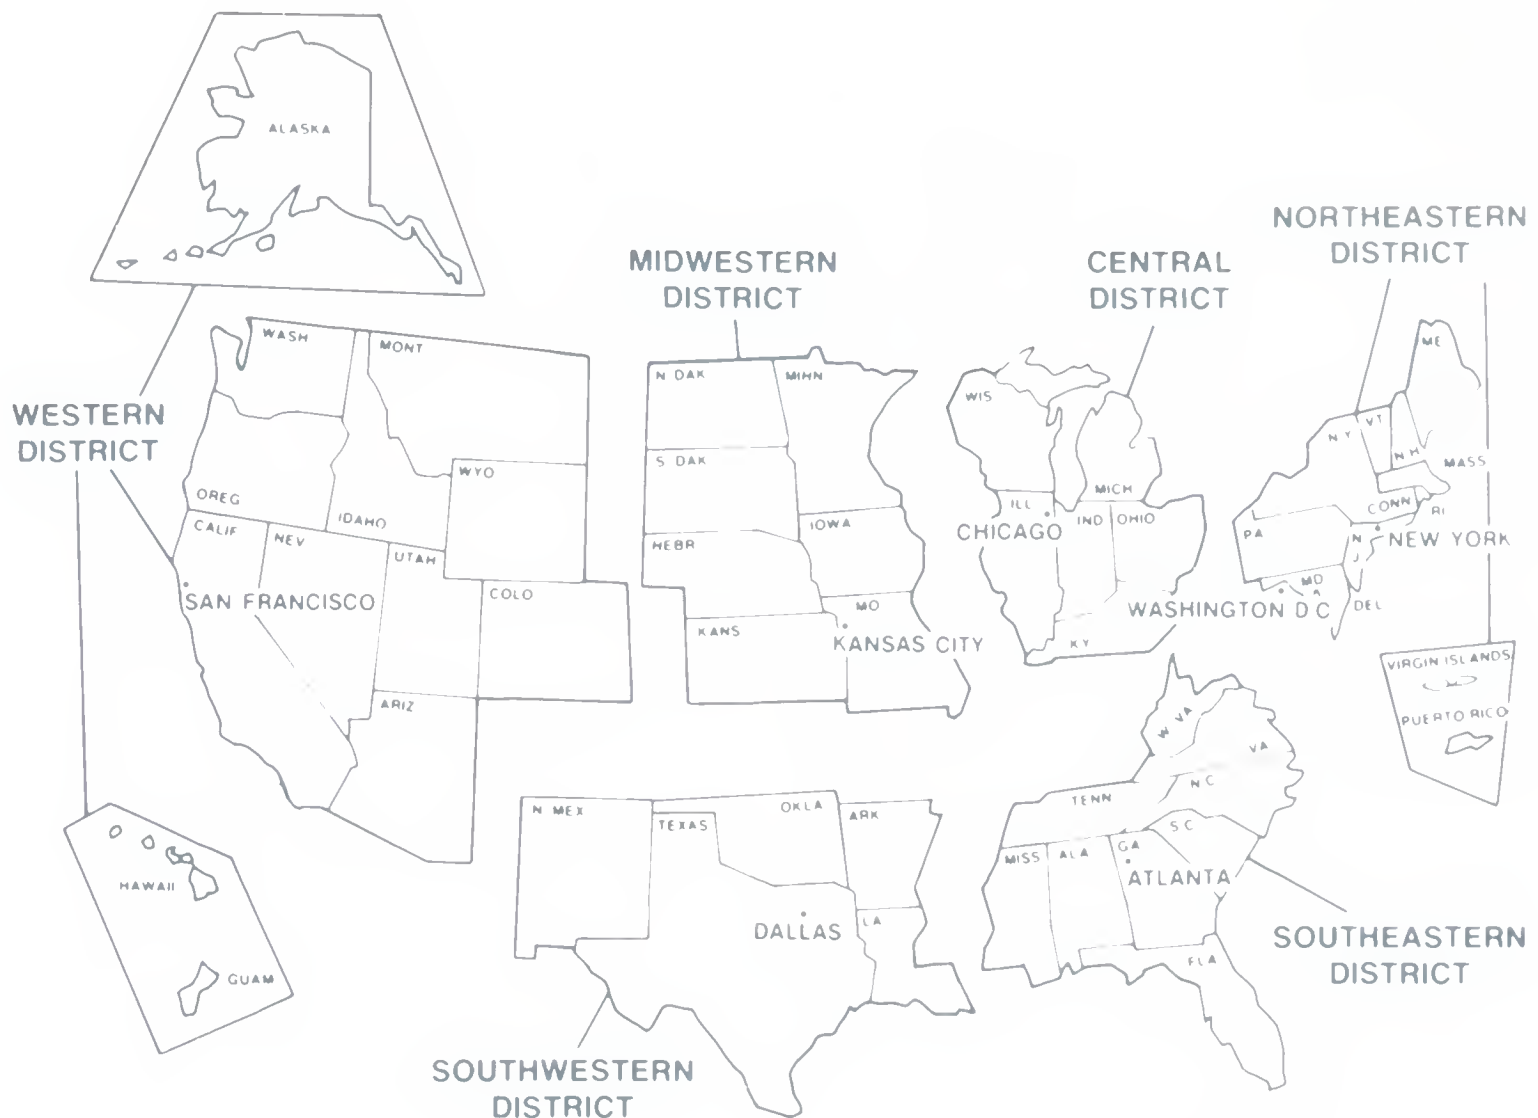 ALASKA
NORTHEASTERN
DISTRICT
MIDWESTERN
DISTRICT
CENTRAL
DISTRICT
WESTERN
DISTRICT
WASH
MONT
OREG
IDAHO
WYO
CALIF
NEV
UTAH
COLO
SAN FRANCISCO
ARIZ
N DAK
MIHN
S DAK
IOWA
HEBR
MO
KANS
KANSAS CITY
WIS
MICH
ILL
IND
OHIO
CHICAGO
KY
ME
N Y
VT
N H
MASS
CONN
RI
PA
N
J
NEW YORK
MD
WASHINGTON D C
DEL
VIRGIN ISLANDS
PUERTO RICO
W VA
VA
N C
TENN
S C
MISS
ALA
GA
ATLANTA
FLA
SOUTHEASTERN
DISTRICT
N MEX
TEXAS
OKLA
ARK
DALLAS
LA
SOUTHWESTERN
DISTRICT
HAWAII
GUAM